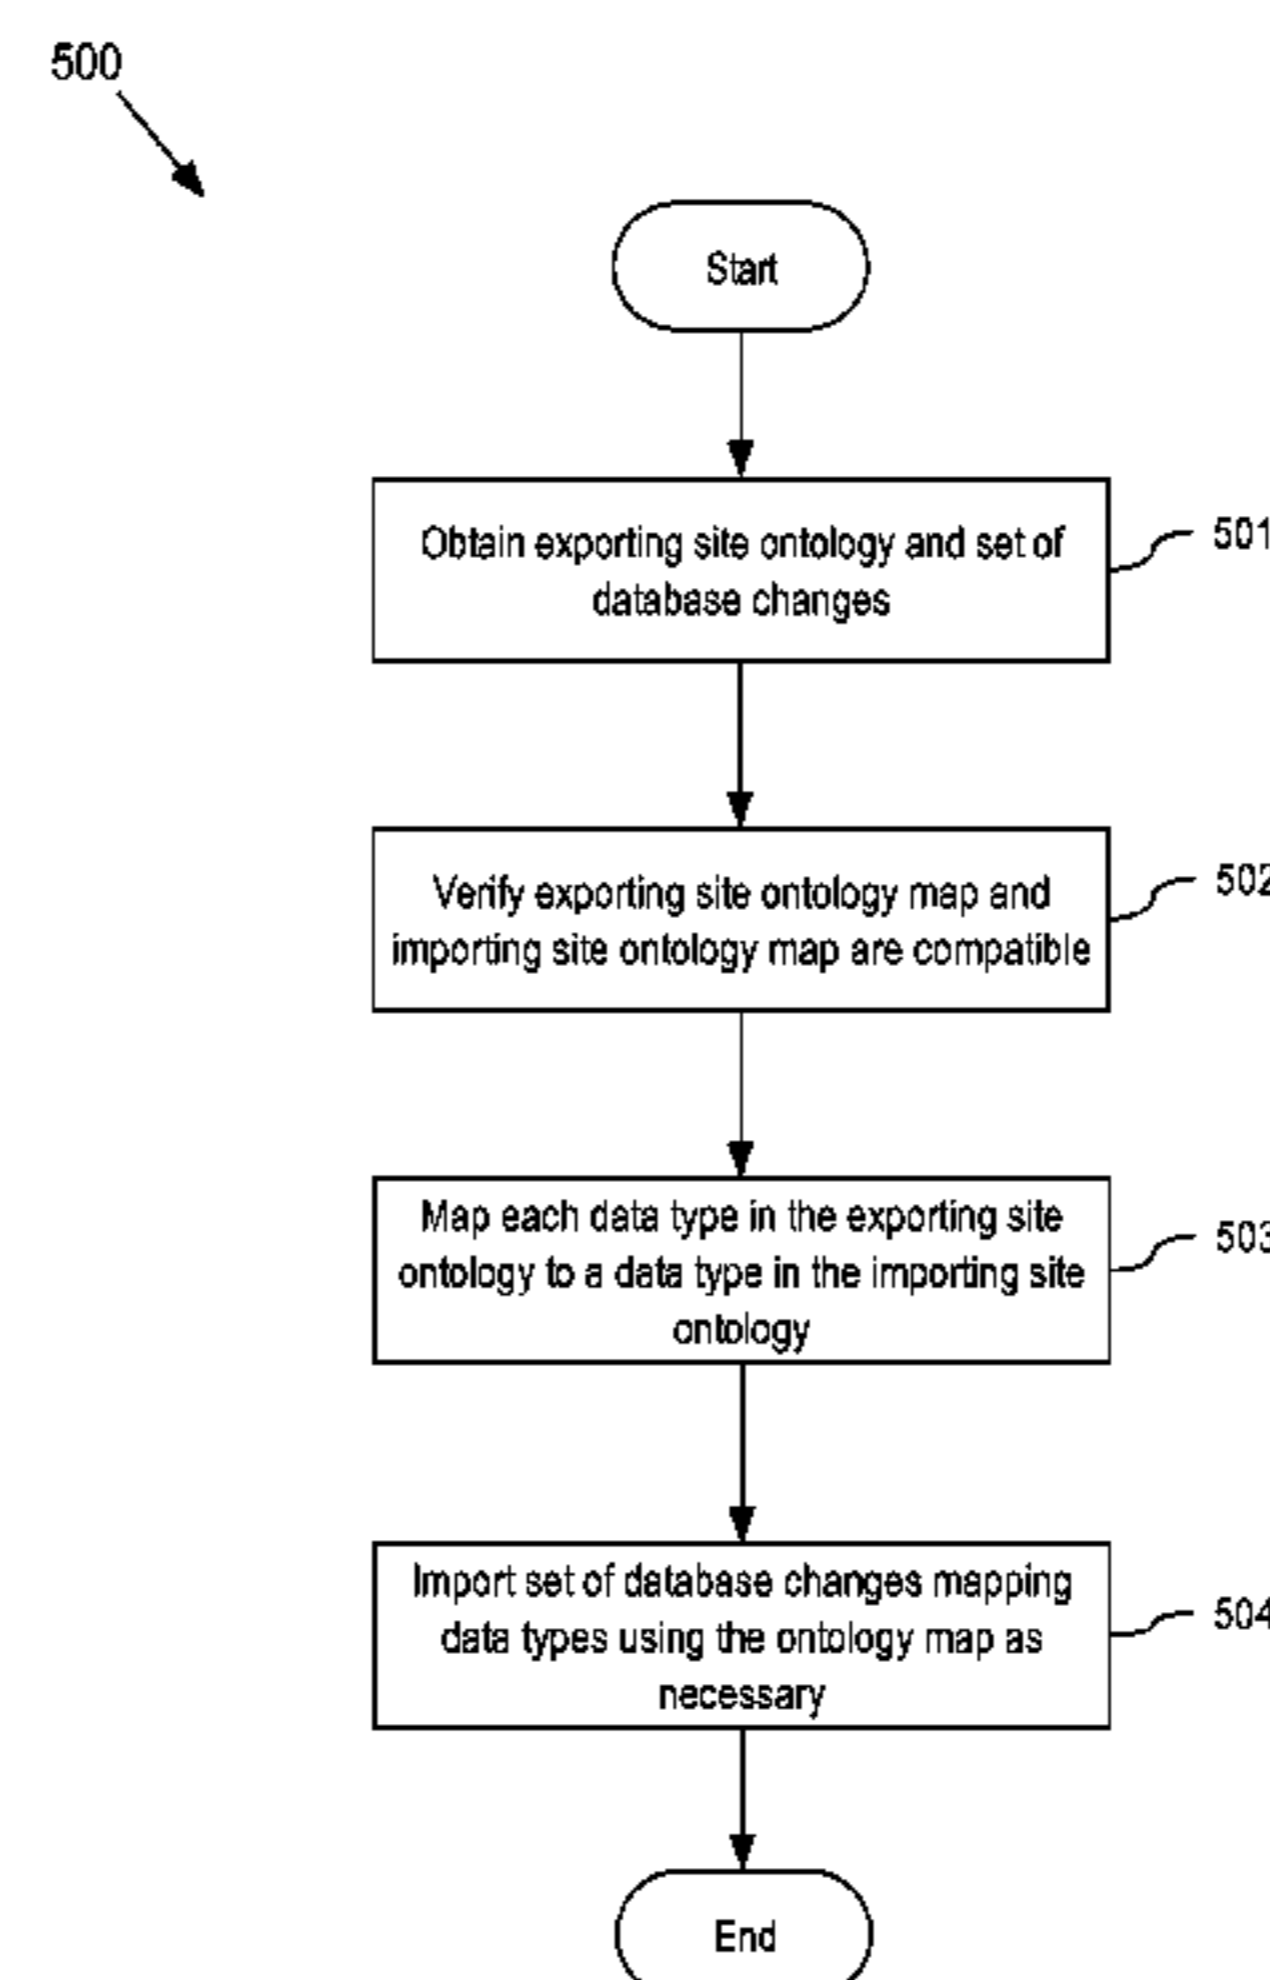 500
Start
Obtain exporting site ontology and set of
database changes
501
Verify exporting site ontology map and
importing site ontology map are compatible
502
Map each data type in the exporting site
ontology to a data type in the importing site
ontology
503
Import set of database changes mapping
data types using the ontology map as
necessary
504
End